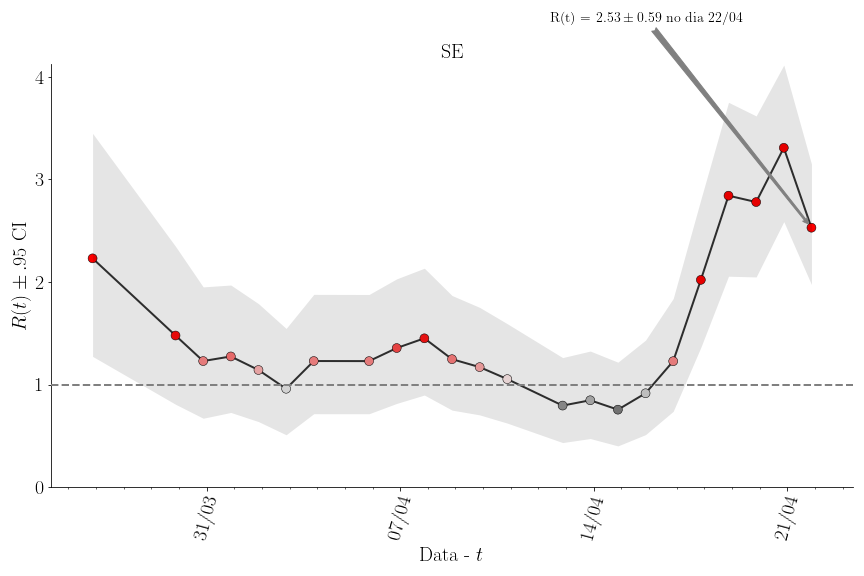 R(t) = 2.53 ± 0.59 no dia 22/04
SE
4
3
2
1
0
R(t) ± .95 CI
31/03
07/04
14/04
21/04
Data - t